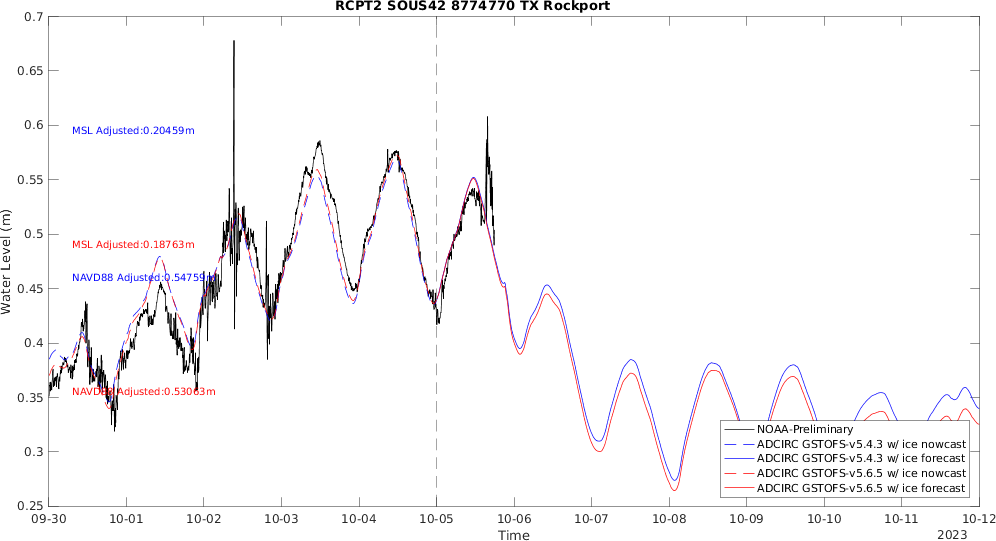 RCPT2 SOUS42 8774770 TX Rockport
0.7
0.65
0.6
0.55
0.5
0.45
0.4
0.35
0.3
0.25
Water Level (m)
MSL Adjusted:0.20459m
MSL Adjusted:0.18763m
NAVD88 Adjusted:0.54759m
NAVD88 Adjusted:0.53063m
NOAA-Preliminary
ADCIRC GSTOFS-v5.4.3 w/ ice nowcast
ADCIRC GSTOFS-v5.4.3 w/ ice forecast
ADCIRC GSTOFS-v5.6.5 w/ ice nowcast
ADCIRC GSTOFS-v5.6.5 w/ ice forecast
09-30 10-01 10-02 10-03 10-04 10-05 10-06 10-07 10-08 10-09 10-10 10-11 10-12
Time
2023